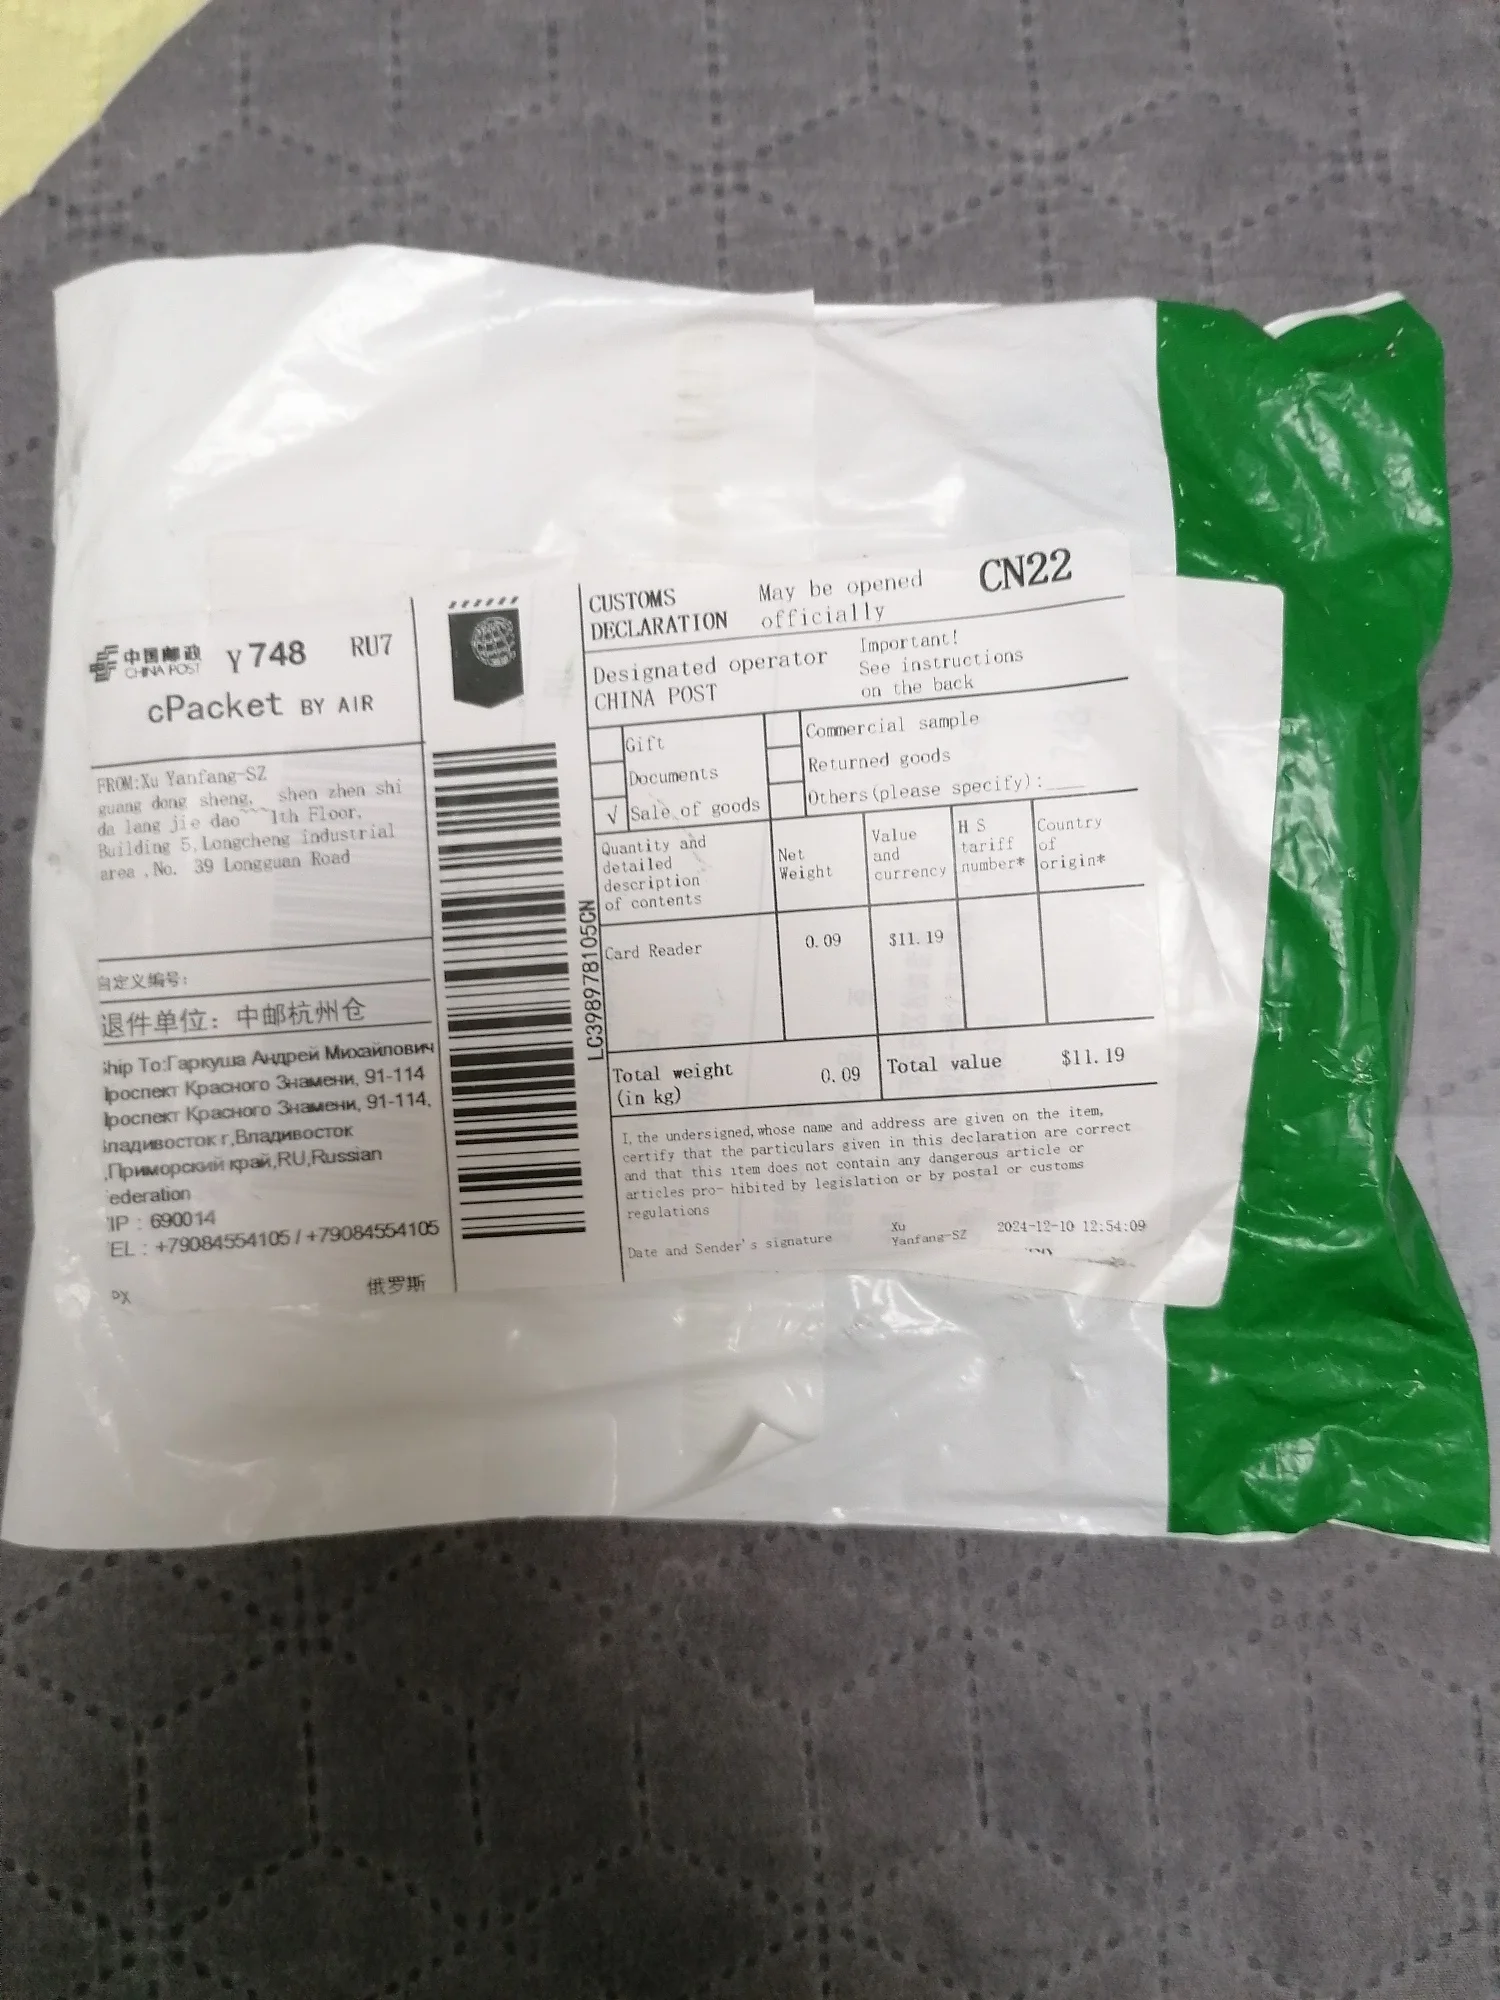 中国邮政
CHINA POST
Y748 RU7
cPacket BY AIR
FROM:Xu Yanfang-SZ
guang dong sheng, shen zhen shi
da lang jie dao~~~1th Floor,
Building 5,Longcheng industrial
area ,No. 39 Longguan Road
自定义编号:
退件单位: 中邮杭州仓
hip To:Гаркуша Андрей Михайлович
роспект Красного Знамени, 91-114
роспект Красного Знамени, 91-114,
ладивосток г,Владивосток
,Приморский край,RU,Russian
ederation
IP : 690014
EL : +79084554105 / +79084554105
俄罗斯
LC398978105CN
CUSTOMS
DECLARATION
May be opened
officially
CN22
Designated operator
CHINA POST
Important!
See instructions
on the back
Gift
Documents
√ Sale of goods
Commercial sample
Returned goods
Others(please specify):____
Quantity and
detailed
description
of contents
Net
Weight
Value
and
currency
H S
tariff
number*
Country
of
origin*
Card Reader 0.09 $11.19
Total weight
(in kg)
0.09
Total value $11.19
I, the undersigned,whose name and address are given on the item,
certify that the particulars given in this declaration are correct
and that this item does not contain any dangerous article or
articles pro- hibited by legislation or by postal or customs
regulations
Date and Sender's signature
Xu
Yanfang-SZ
2024-12-10 12:54:09